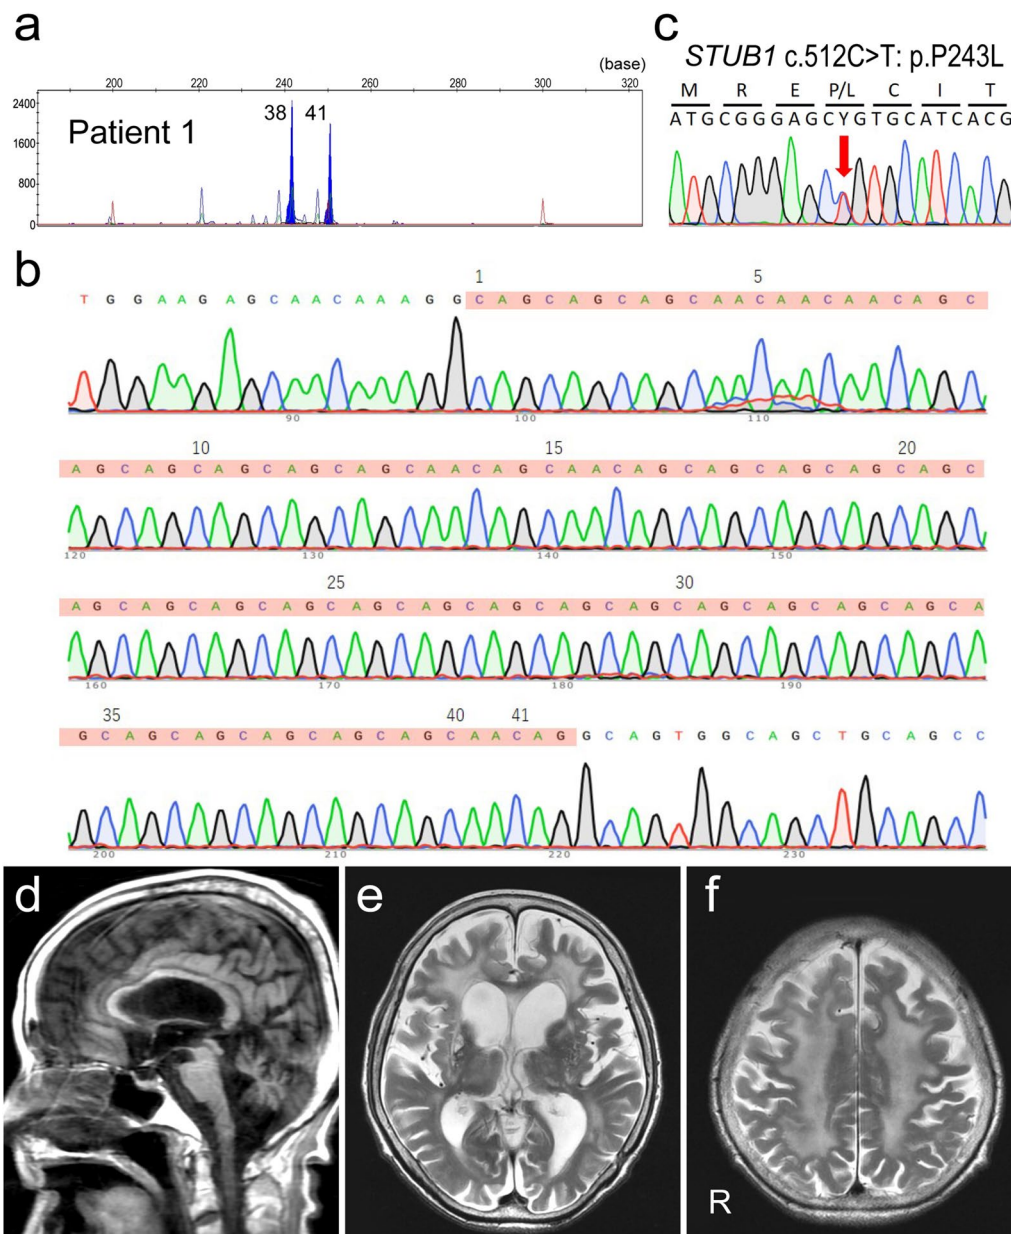 a
(base)
200 220 240 260 280 300 320
2400
1600
800
0
38 41
Patient 1
c
STUB1 c.512C>T: p.P243L
M R E P/L C I T
ATGCGGGAGCYGTGCATCACG
b
1 5
T G G A A G A G C A A C A A A G G C A G C A G C A G C A A C A A C A A C A G C
90 100 110
10 15 20
A G C A G C A G C A G C A G C A A C A G C A A C A G C A G C A G C A G C A G C
120 130 140 150
25 30
A G C A G C A G C A G C A G C A G C A G C A G C A G C A G C A G C A G C A G C A
160 170 180 190
35 40 41
G C A G C A G C A G C A G C A G C A A C A G G C A G T G G C A G C T G C A G C C
200 210 220 230
d
e
f
R